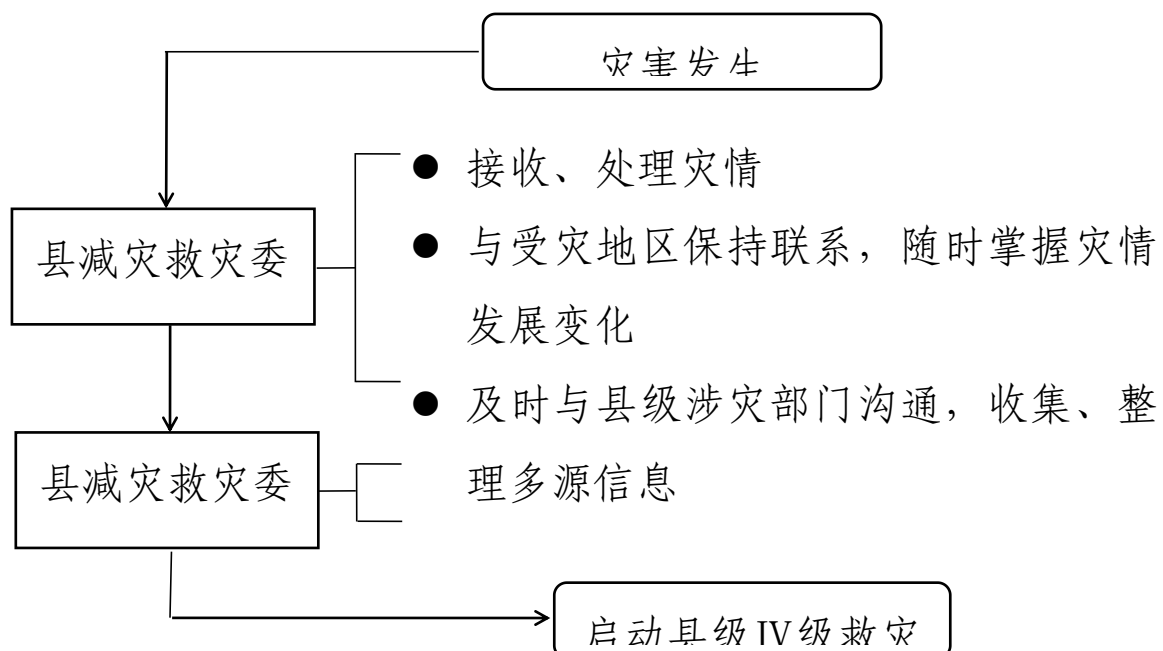 灾害发生
● 接收、处理灾情
● 与受灾地区保持联系，随时掌握灾情
发展变化
县减灾救灾委
● 及时与县级涉灾部门沟通，收集、整
理多源信息
县减灾救灾委
启动县级IV级救灾